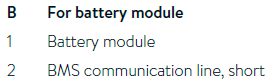 B For battery module
1 Battery module
2 BMS communication line, short